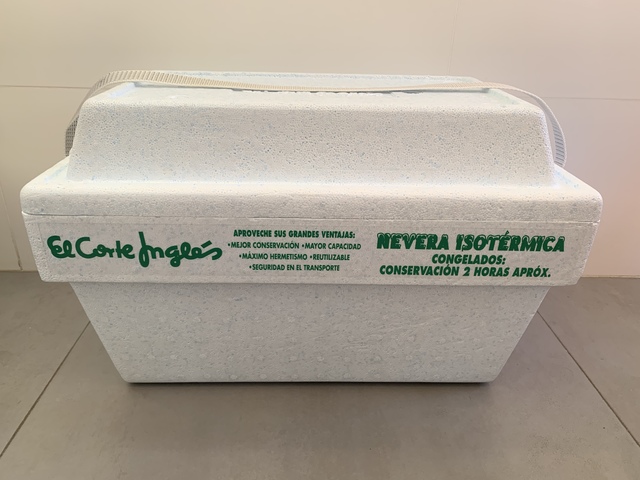 El Corte Inglés
APROVECHE SUS GRANDES VENTAJAS:
•MEJOR CONSERVACIÓN •MAYOR CAPACIDAD
•MÁXIMO HERMETISMO •REUTILIZABLE
•SEGURIDAD EN EL TRANSPORTE
NEVERA ISOTÉRMICA
CONGELADOS:
CONSERVACIÓN 2 HORAS APRÓX.